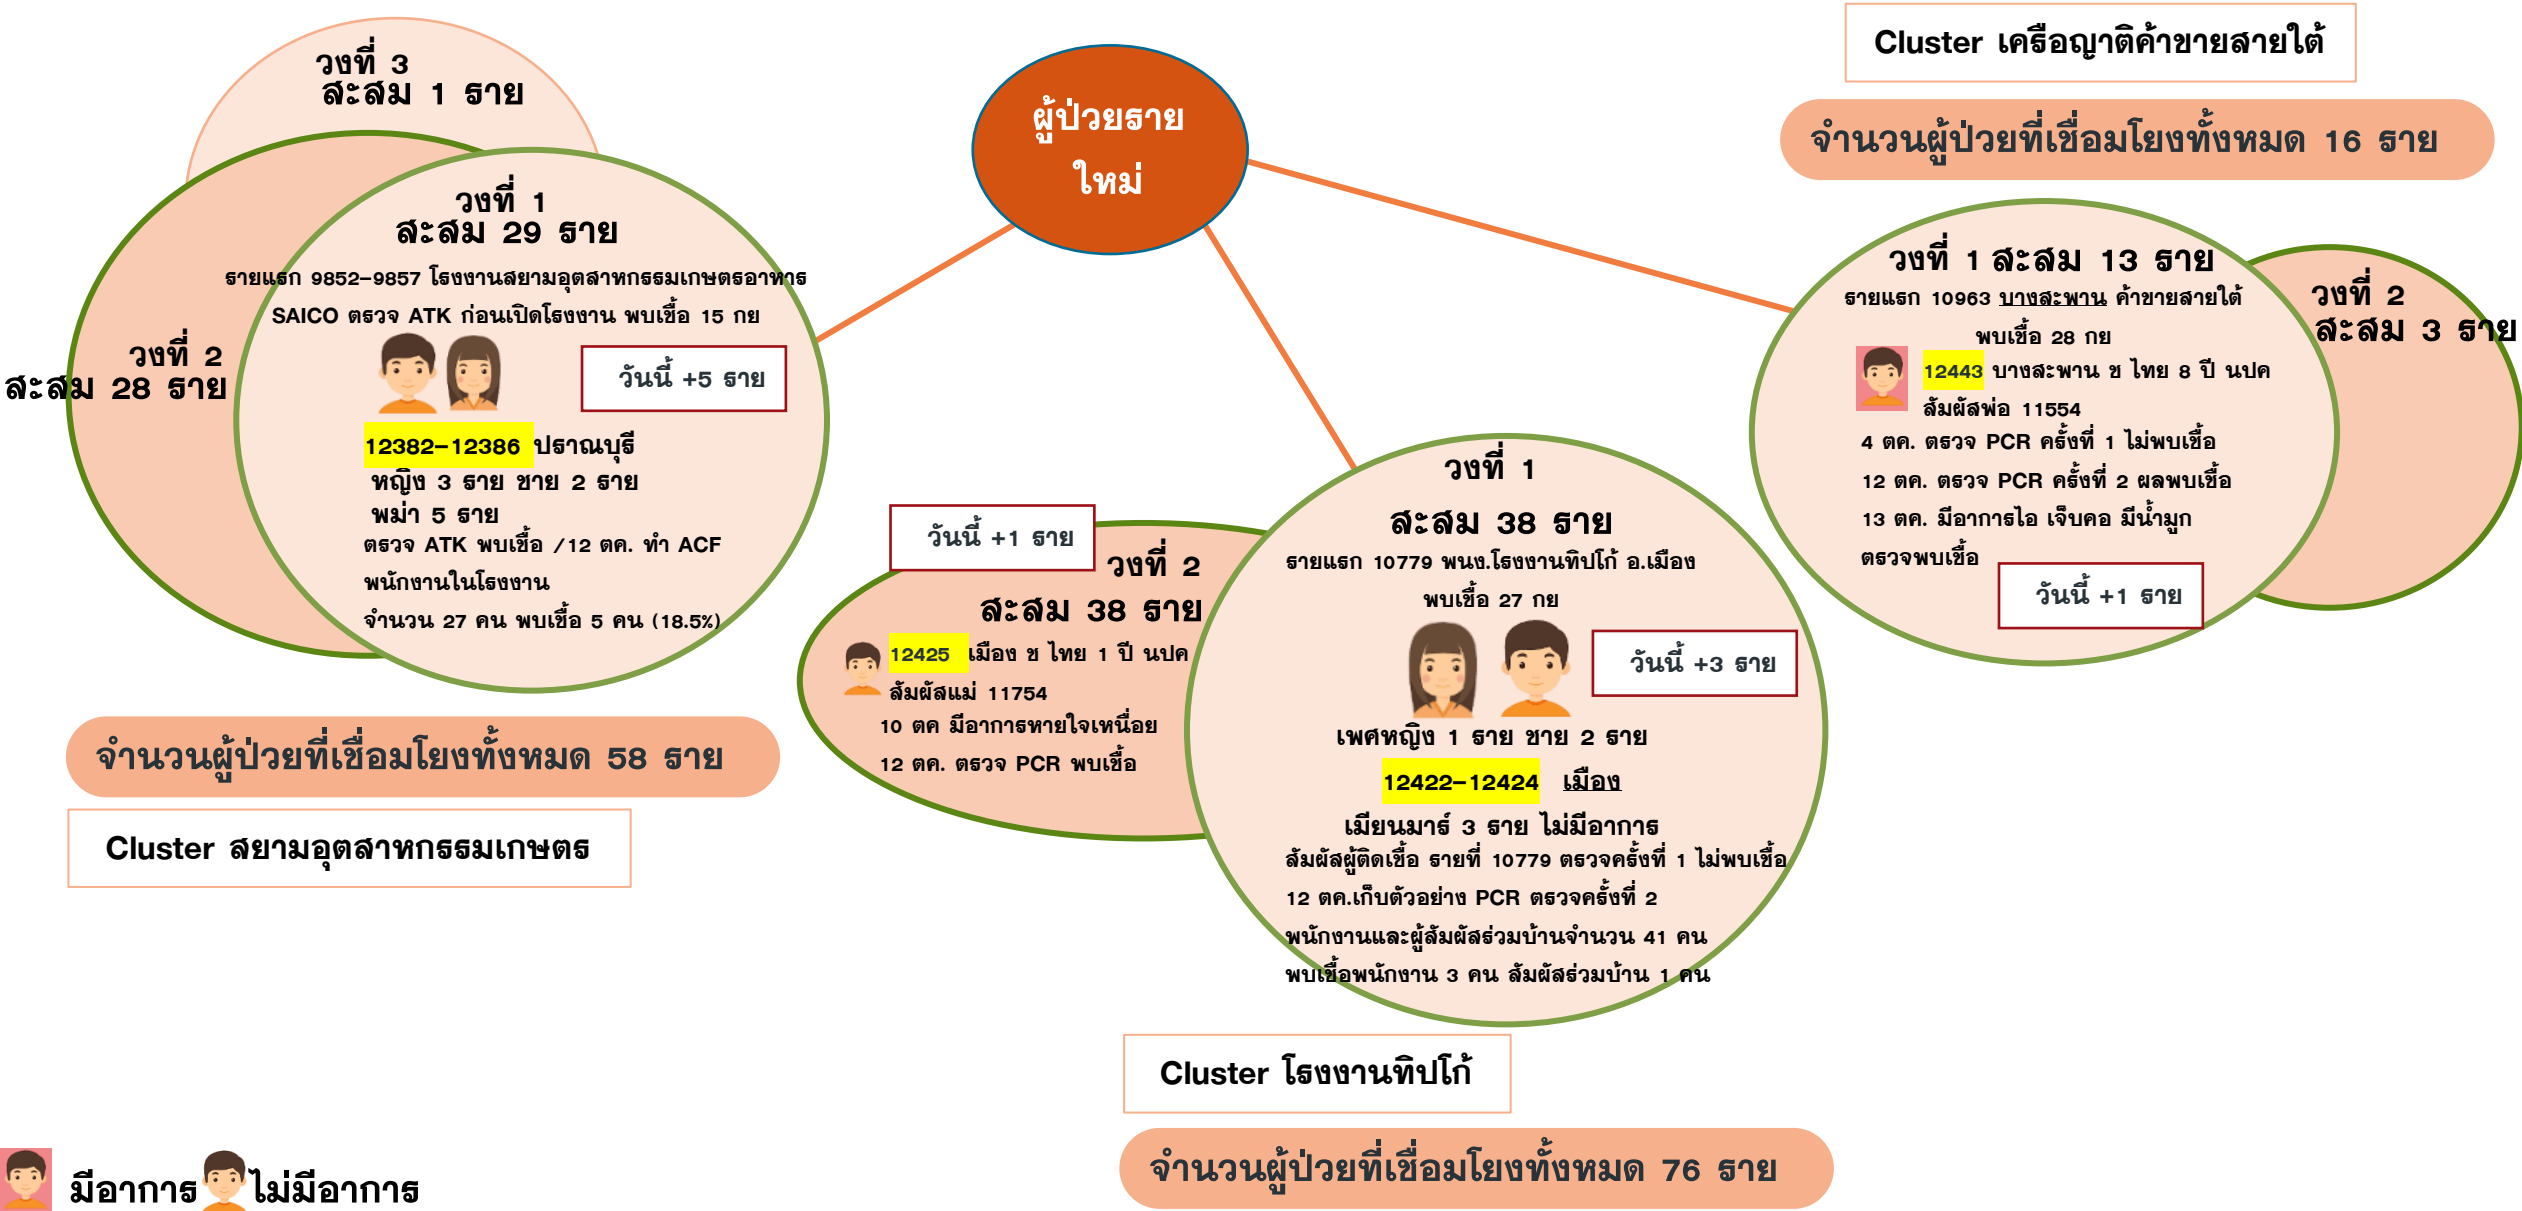 ผู้ป่วยราย
ใหม่
วงที่ 3
สะสม 1 ราย
วงที่ 2
สะสม 28 ราย
วงที่ 1
สะสม 29 ราย
รายแรก 9852–9857 โรงงานสยามอุตสาหกรรมเกษตรอาหาร
SAICO ตรวจ ATK ก่อนเปิดโรงงาน พบเชื้อ 15 กย
วันนี้ +5 ราย
12382–12386 ปราณบุรี
หญิง 3 ราย ชาย 2 ราย
พม่า 5 ราย
ตรวจ ATK พบเชื้อ /12 ตค. ทำ ACF
พนักงานในโรงงาน
จำนวน 27 คน พบเชื้อ 5 คน (18.5%)
จำนวนผู้ป่วยที่เชื่อมโยงทั้งหมด 58 ราย
Cluster สยามอุตสาหกรรมเกษตร
วันนี้ +1 ราย
วงที่ 2
สะสม 38 ราย
12425 เมือง ช ไทย 1 ปี นปค
สัมผัสแม่ 11754
10 ตค มีอาการหายใจเหนื่อย
12 ตค. ตรวจ PCR พบเชื้อ
วงที่ 1
สะสม 38 ราย
รายแรก 10779 พนง.โรงงานทิปโก้ อ.เมือง
พบเชื้อ 27 กย
วันนี้ +3 ราย
เพศหญิง 1 ราย ชาย 2 ราย
12422–12424 เมือง
เมียนมาร์ 3 ราย ไม่มีอาการ
สัมผัสผู้ติดเชื้อ รายที่ 10779 ตรวจครั้งที่ 1 ไม่พบเชื้อ
12 ตค.เก็บตัวอย่าง PCR ตรวจครั้งที่ 2
พนักงานและผู้สัมผัสร่วมบ้านจำนวน 41 คน
พบเชื้อพนักงาน 3 คน สัมผัสร่วมบ้าน 1 คน
Cluster โรงงานทิปโก้
จำนวนผู้ป่วยที่เชื่อมโยงทั้งหมด 76 ราย
Cluster เครือญาติค้าขายสายใต้
จำนวนผู้ป่วยที่เชื่อมโยงทั้งหมด 16 ราย
วงที่ 1 สะสม 13 ราย
รายแรก 10963 บางสะพาน ค้าขายสายใต้
พบเชื้อ 28 กย
12443 บางสะพาน ช ไทย 8 ปี นปค
สัมผัสพ่อ 11554
4 ตค. ตรวจ PCR ครั้งที่ 1 ไม่พบเชื้อ
12 ตค. ตรวจ PCR ครั้งที่ 2 ผลพบเชื้อ
13 ตค. มีอาการไอ เจ็บคอ มีน้ำมูก
ตรวจพบเชื้อ
วันนี้ +1 ราย
วงที่ 2
สะสม 3 ราย
มีอาการ ไม่มีอาการ